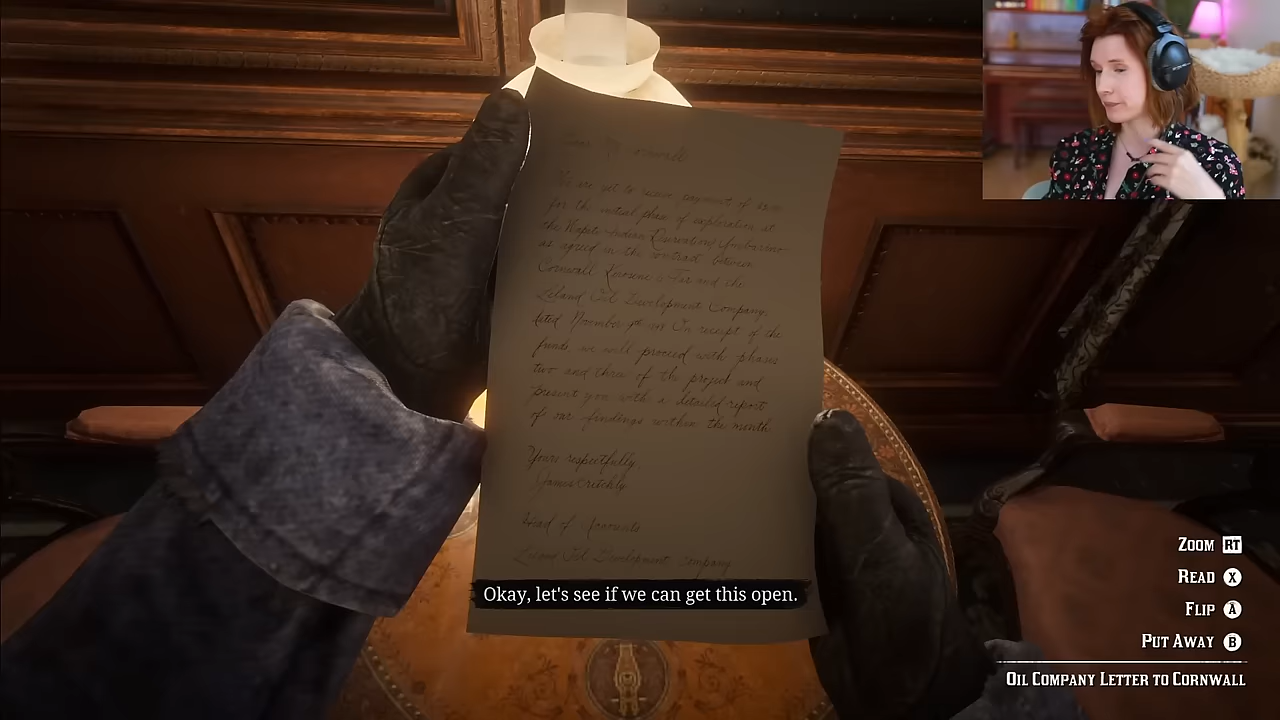 Dear Mr Cornwall
We are yet to receive payment of
for the initial phase of exploration at
the Wapiti Indian Reservation, Ambarino
as agreed in the contract between
Cornwall Kerosene & Tar and the
Leland Oil Development Company,
dated November On receipt of the
funds, we will proceed with phases
two and three of the project and
present you with a detailed report
of our findings within the month.
Yours respectfully
James Critchly
Head of Accounts
Leland Oil Development Company
Okay, let's see if we can get this open.
ZOOM RT
READ X
FLIP A
PUT AWAY B
OIL COMPANY LETTER TO CORNWALL